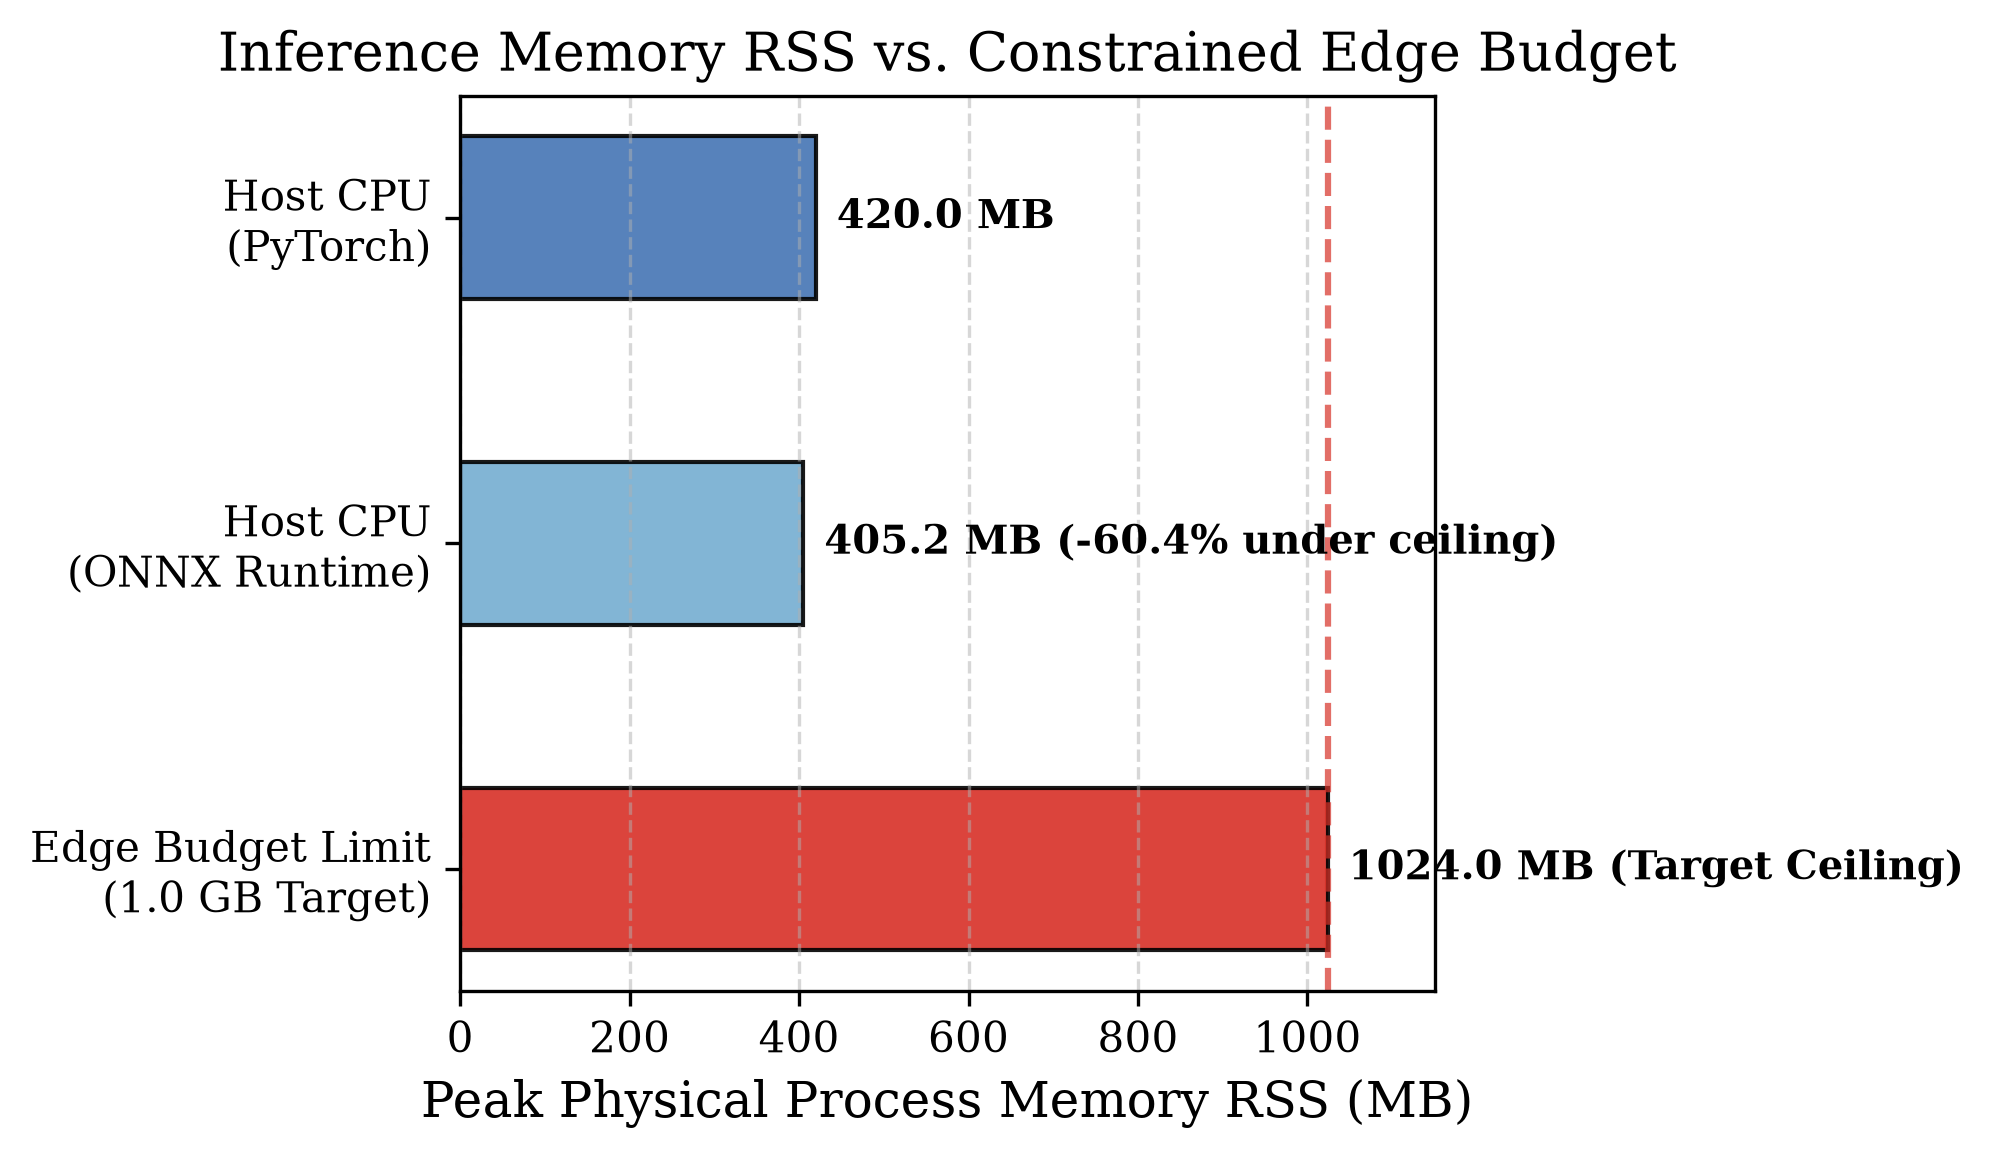 Inference Memory RSS vs. Constrained Edge Budget
Host CPU
(PyTorch)
420.0 MB
Host CPU
(ONNX Runtime)
405.2 MB (-60.4% under ceiling)
Edge Budget Limit
(1.0 GB Target)
1024.0 MB (Target Ceiling)
0 200 400 600 800 1000
Peak Physical Process Memory RSS (MB)